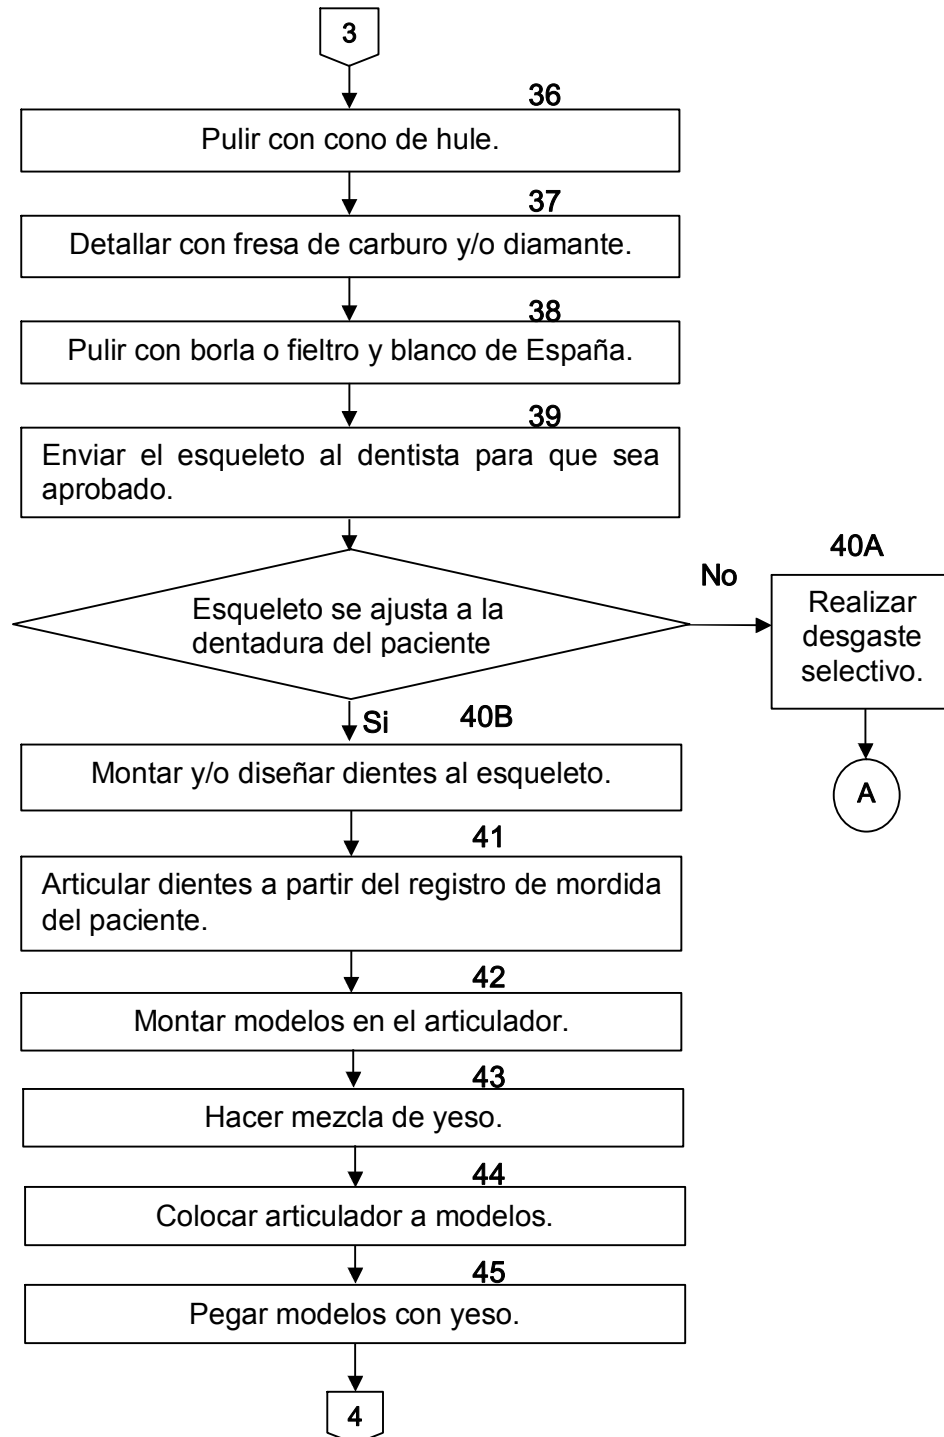 3
36
Pulir con cono de hule.
37
Detallar con fresa de carburo y/o diamante.
38
Pulir con borla o fieltro y blanco de España.
39
Enviar el esqueleto al dentista para que sea
aprobado.
Esqueleto se ajusta a la
dentadura del paciente
No
40A
Realizar
desgaste
selectivo.
A
Si
40B
Montar y/o diseñar dientes al esqueleto.
41
Articular dientes a partir del registro de mordida
del paciente.
42
Montar modelos en el articulador.
43
Hacer mezcla de yeso.
44
Colocar articulador a modelos.
45
Pegar modelos con yeso.
4